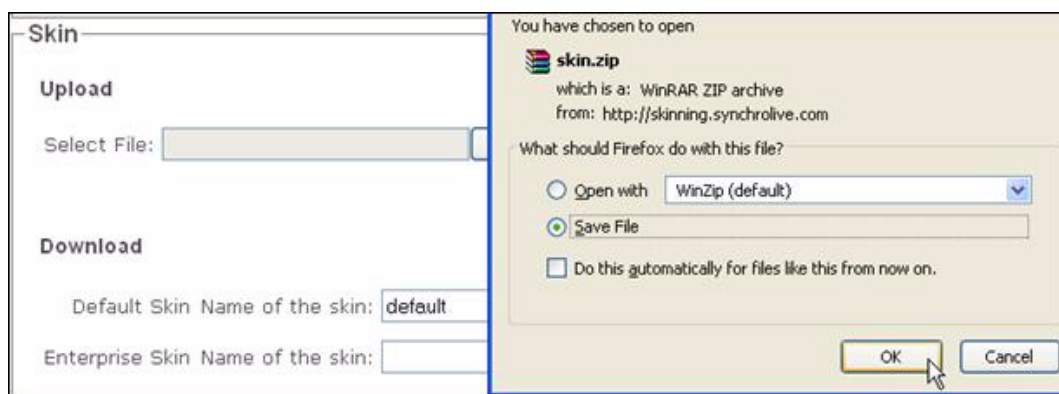 Skin
Upload
Select File:
Download
Default Skin Name of the skin: default
Enterprise Skin Name of the skin:
You have chosen to open
skin.zip
which is a: WinRAR ZIP archive
from: http://skinning.synchrolive.com
What should Firefox do with this file?
Open with WinZip (default)
Save File
Do this automatically for files like this from now on.
OK Cancel